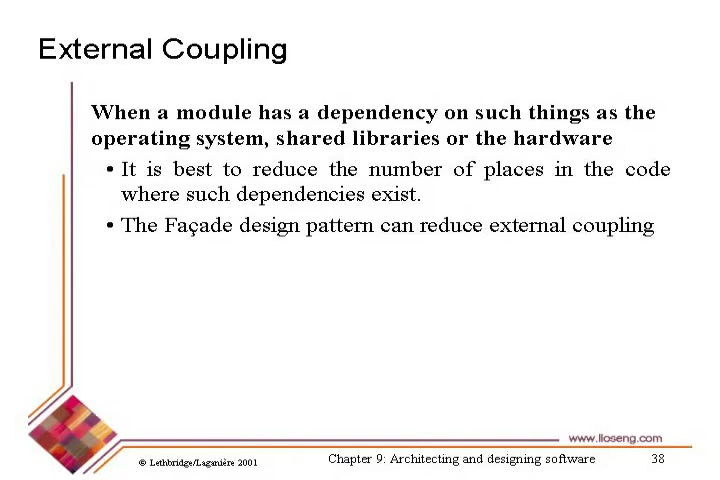 External Coupling
When a module has a dependency on such things as the
operating system, shared libraries or the hardware
• It is best to reduce the number of places in the code
where such dependencies exist.
• The Façade design pattern can reduce external coupling
www.lloseng.com
© Lethbridge/Laganière 2001
Chapter 9: Architecting and designing software
38